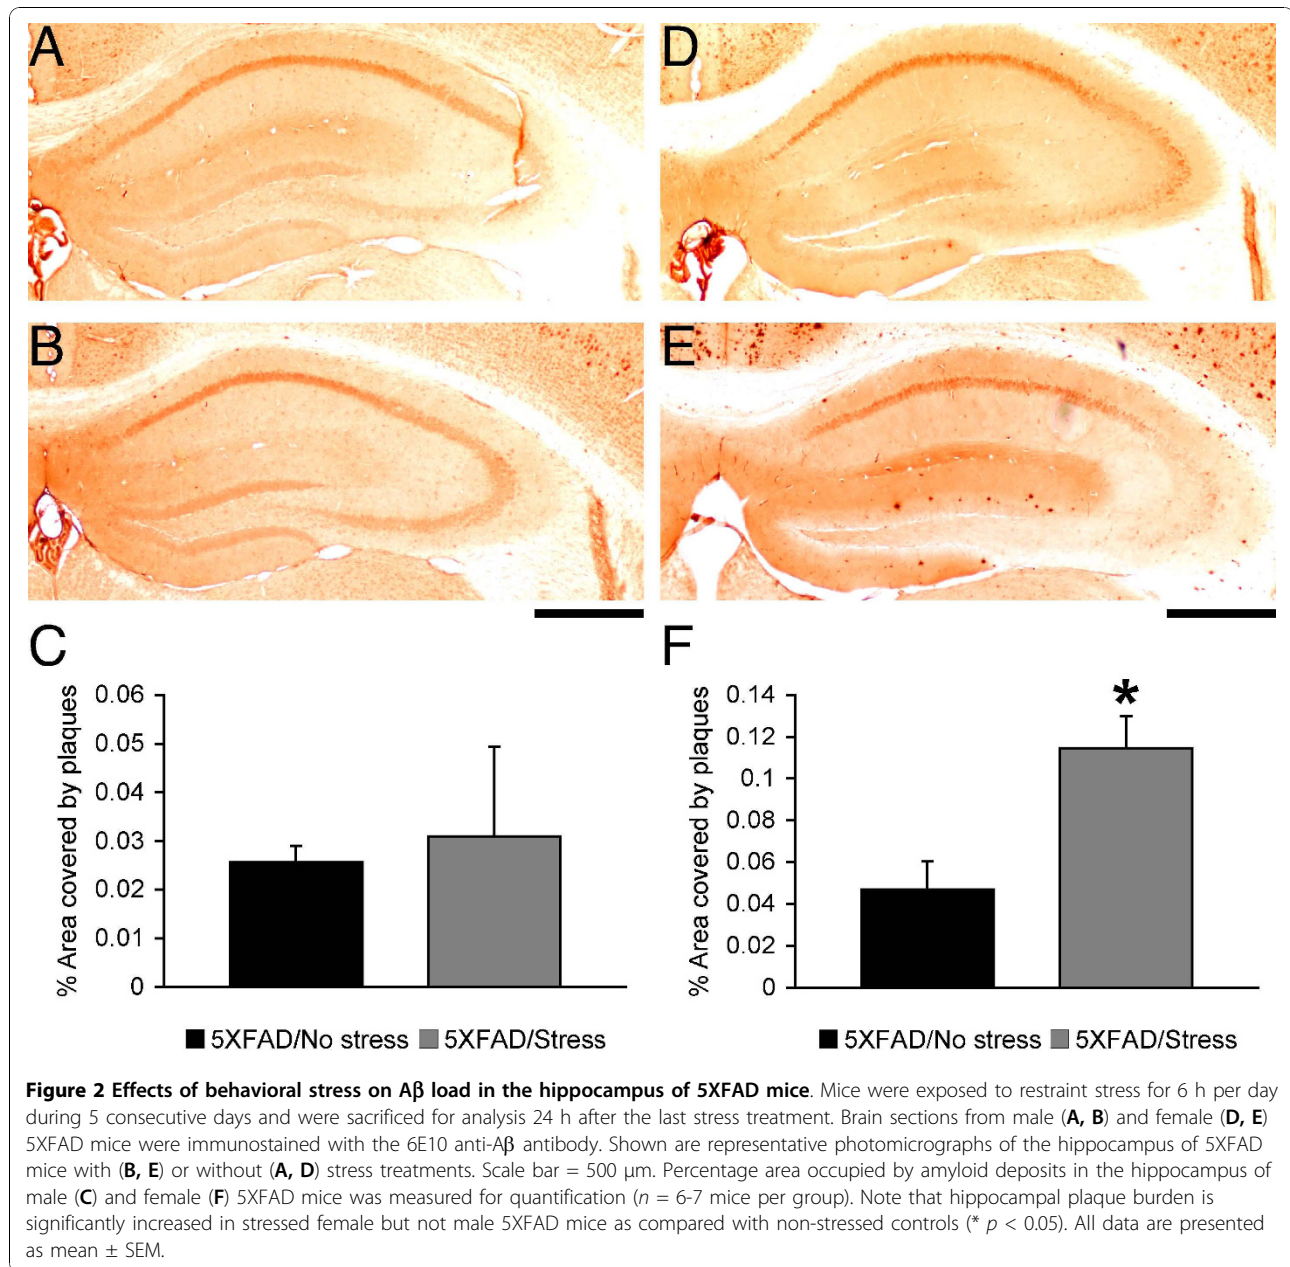 A
D
B
E
C
F
% Area covered by plaques
0.06
0.05
0.04
0.03
0.02
0.01
0
5XFAD/No stress 5XFAD/Stress
% Area covered by plaques
0.14
0.12
0.1
0.08
0.06
0.04
0.02
0
*
5XFAD/No stress 5XFAD/Stress
Figure 2 Effects of behavioral stress on Aβ load in the hippocampus of 5XFAD mice. Mice were exposed to restraint stress for 6 h per day
during 5 consecutive days and were sacrificed for analysis 24 h after the last stress treatment. Brain sections from male (A, B) and female (D, E)
5XFAD mice were immunostained with the 6E10 anti-Aβ antibody. Shown are representative photomicrographs of the hippocampus of 5XFAD
mice with (B, E) or without (A, D) stress treatments. Scale bar = 500 μm. Percentage area occupied by amyloid deposits in the hippocampus of
male (C) and female (F) 5XFAD mice was measured for quantification (n = 6-7 mice per group). Note that hippocampal plaque burden is
significantly increased in stressed female but not male 5XFAD mice as compared with non-stressed controls (* p < 0.05). All data are presented
as mean ± SEM.